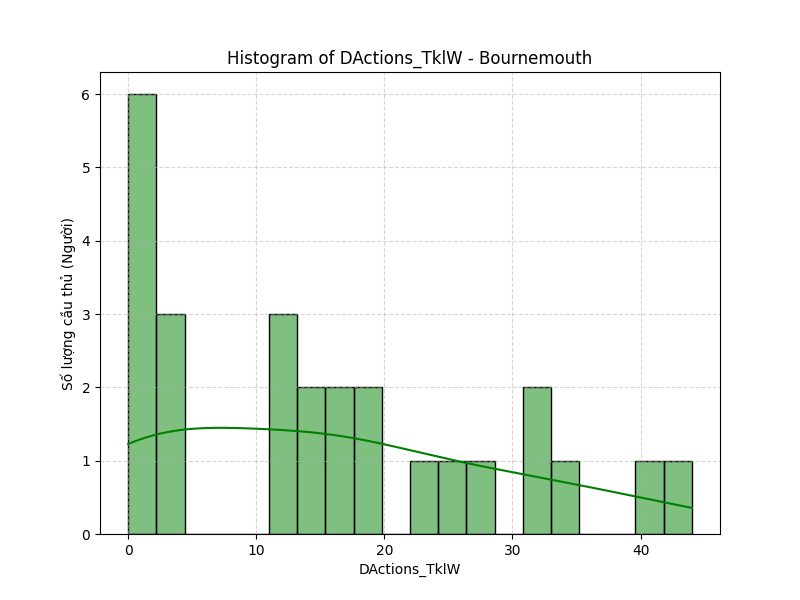 Histogram of DActions_TklW - Bournemouth
Số lượng cầu thủ (Người)
6
5
4
3
2
1
0
0 10 20 30 40
DActions_TklW